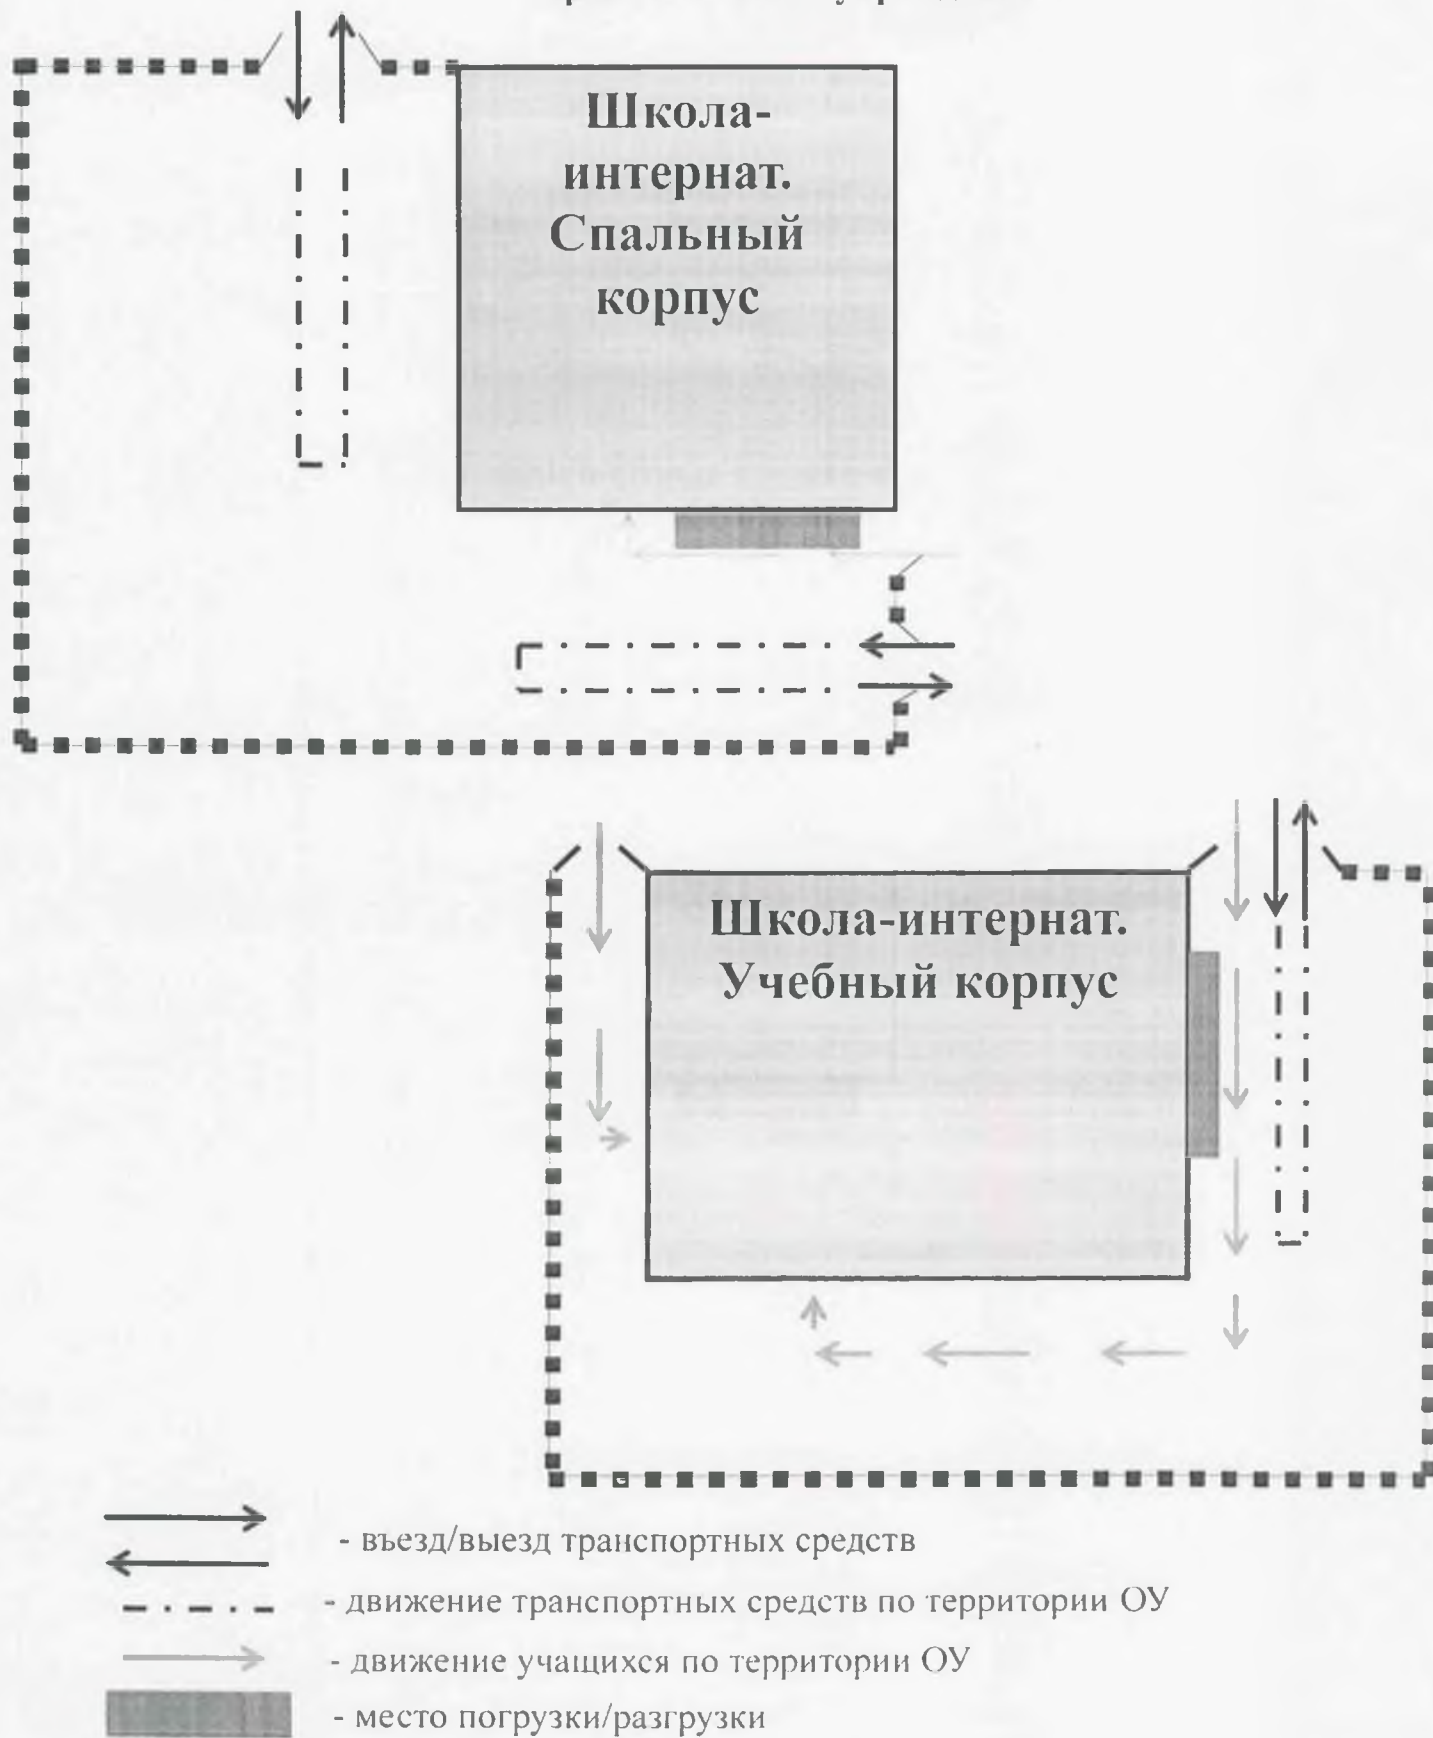 Школа-
интернат.
Спальный
корпус
Школа-интернат.
Учебный корпус
- въезд/выезд транспортных средств
- движение транспортных средств по территории ОУ
- движение учащихся по территории ОУ
- место погрузки/разгрузки